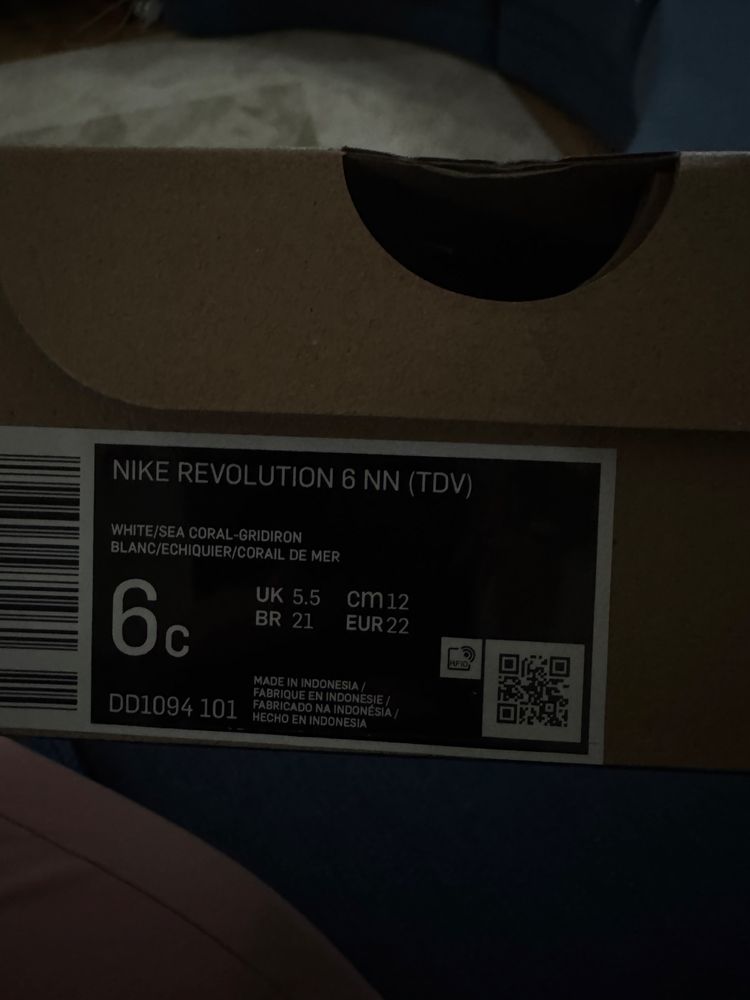 NIKE REVOLUTION 6 NN (TDV)
WHITE/SEA CORAL-GRIDIRON
BLANC/ECHIQUIER/CORAIL DE MER
6c
UK 5.5 cm 12
BR 21 EUR 22
DD1094 101
MADE IN INDONESIA /
FABRIQUE EN INDONESIE /
FABRICADO NA INDONÉSIA /
HECHO EN INDONESIA
RFID